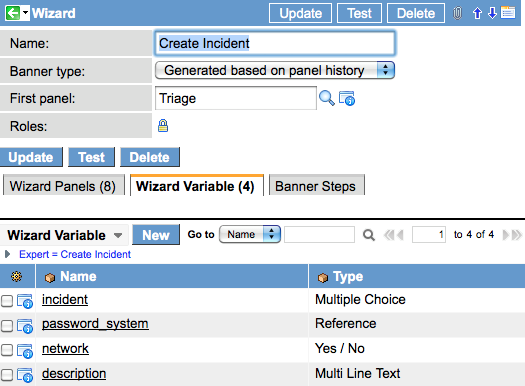 Wizard Update Test Delete
Name: Create Incident
Banner type: Generated based on panel history
First panel: Triage
Roles:
Update Test Delete
Wizard Panels (8) Wizard Variable (4) Banner Steps
Wizard Variable New Go to Name 1 to 4 of 4
Expert = Create Incident
Name Type
incident Multiple Choice
password_system Reference
network Yes / No
description Multi Line Text